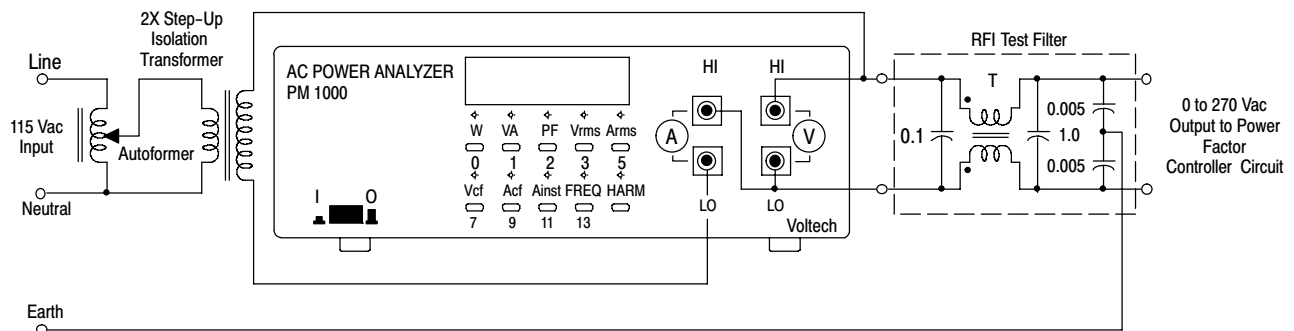 2X Step-Up
Isolation
Transformer
Line
115 Vac
Input
Autoformer
Neutral
Earth
AC POWER ANALYZER
PM 1000
W VA PF Vrms Arms
0 1 2 3 5
Vcf Acf Ainst FREQ HARM
7 9 11 13
I O
HI HI
A V
LO LO
Voltech
RFI Test Filter
T
0.1
1.0
0.005
0.005
0 to 270 Vac
Output to Power
Factor
Controller Circuit